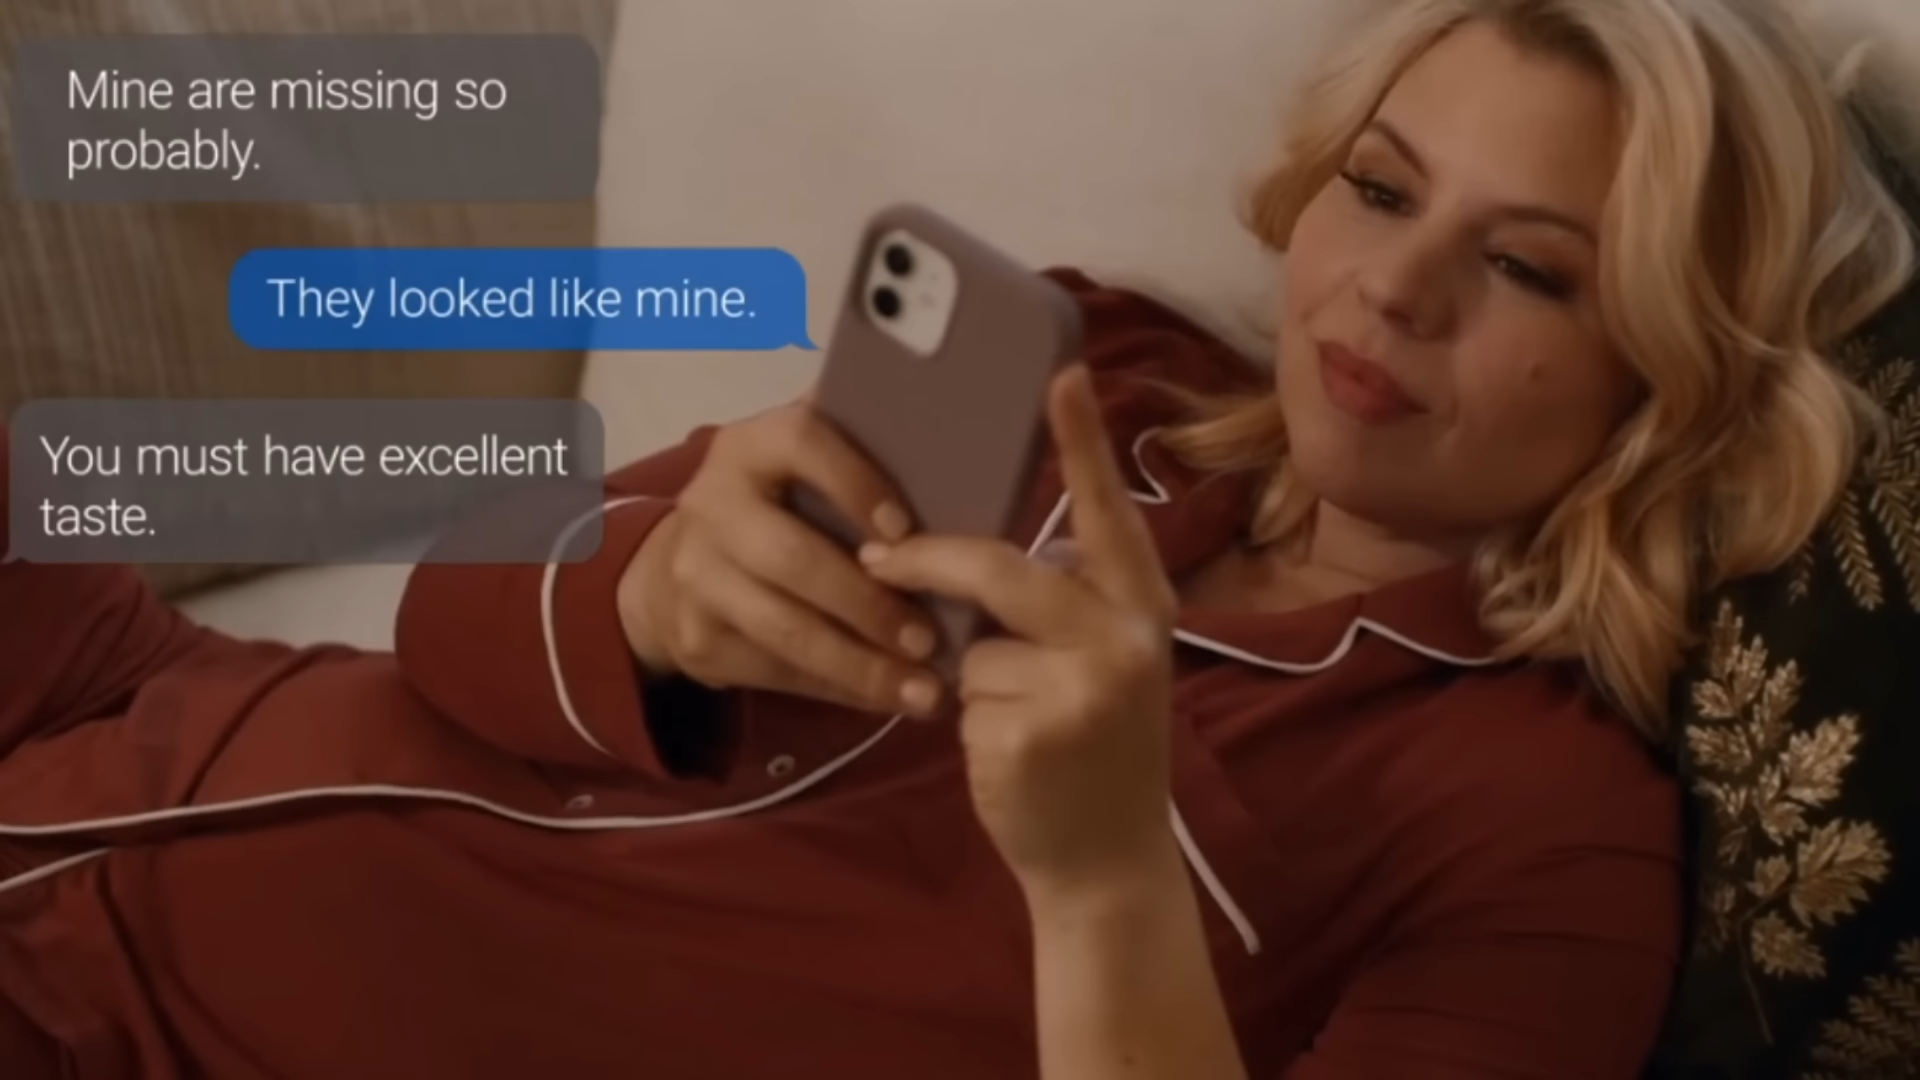 Mine are missing so
probably.
They looked like mine.
You must have excellent
taste.